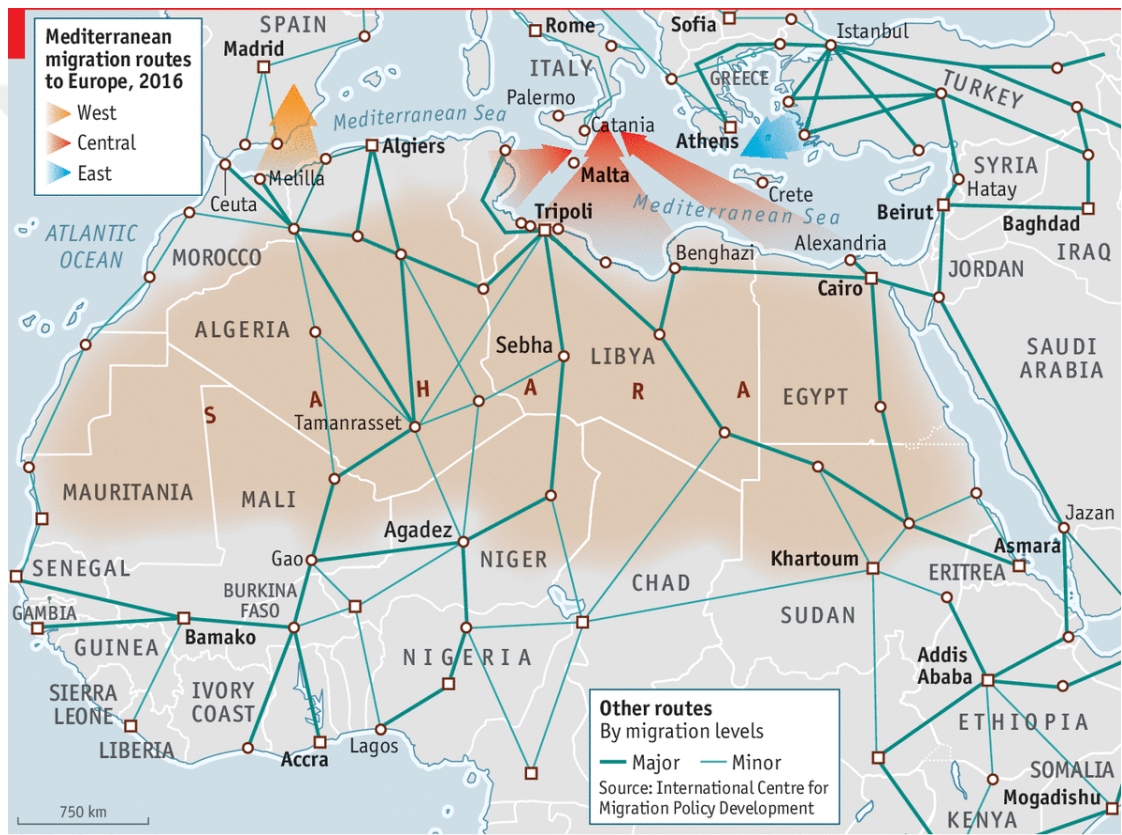 Mediterranean
migration routes
to Europe, 2016
West
Central
East
SPAIN
Madrid
Rome
ITALY
Sofia
Istanbul
GREECE
TURKEY
Palermo
Mediterranean Sea
Catania
Athens
Algiers
Melilla
Malta
Crete
SYRIA
Hatay
Ceuta
Tripoli
Mediterranean Sea
Beirut
Baghdad
ATLANTIC
OCEAN
MOROCCO
Benghazi
Alexandria
IRAQ
Cairo
JORDAN
ALGERIA
Sebha
LIBYA
SAUDI
ARABIA
S A H A R A
EGYPT
Tamanrasset
MAURITANIA
MALI
Agadez
Jazan
Gao
NIGER
Khartoum
Asmara
SENEGAL
CHAD
ERITREA
BURKINA
FASO
GAMBIA
SUDAN
Bamako
GUINEA
NIGERIA
Addis
Ababa
SIERRA
LEONE
IVORY
COAST
ETHIOPIA
LIBERIA
Accra
Lagos
SOMALIA
Mogadishu
KENYA
Other routes
By migration levels
Major
Minor
Source: International Centre for
Migration Policy Development
750 km